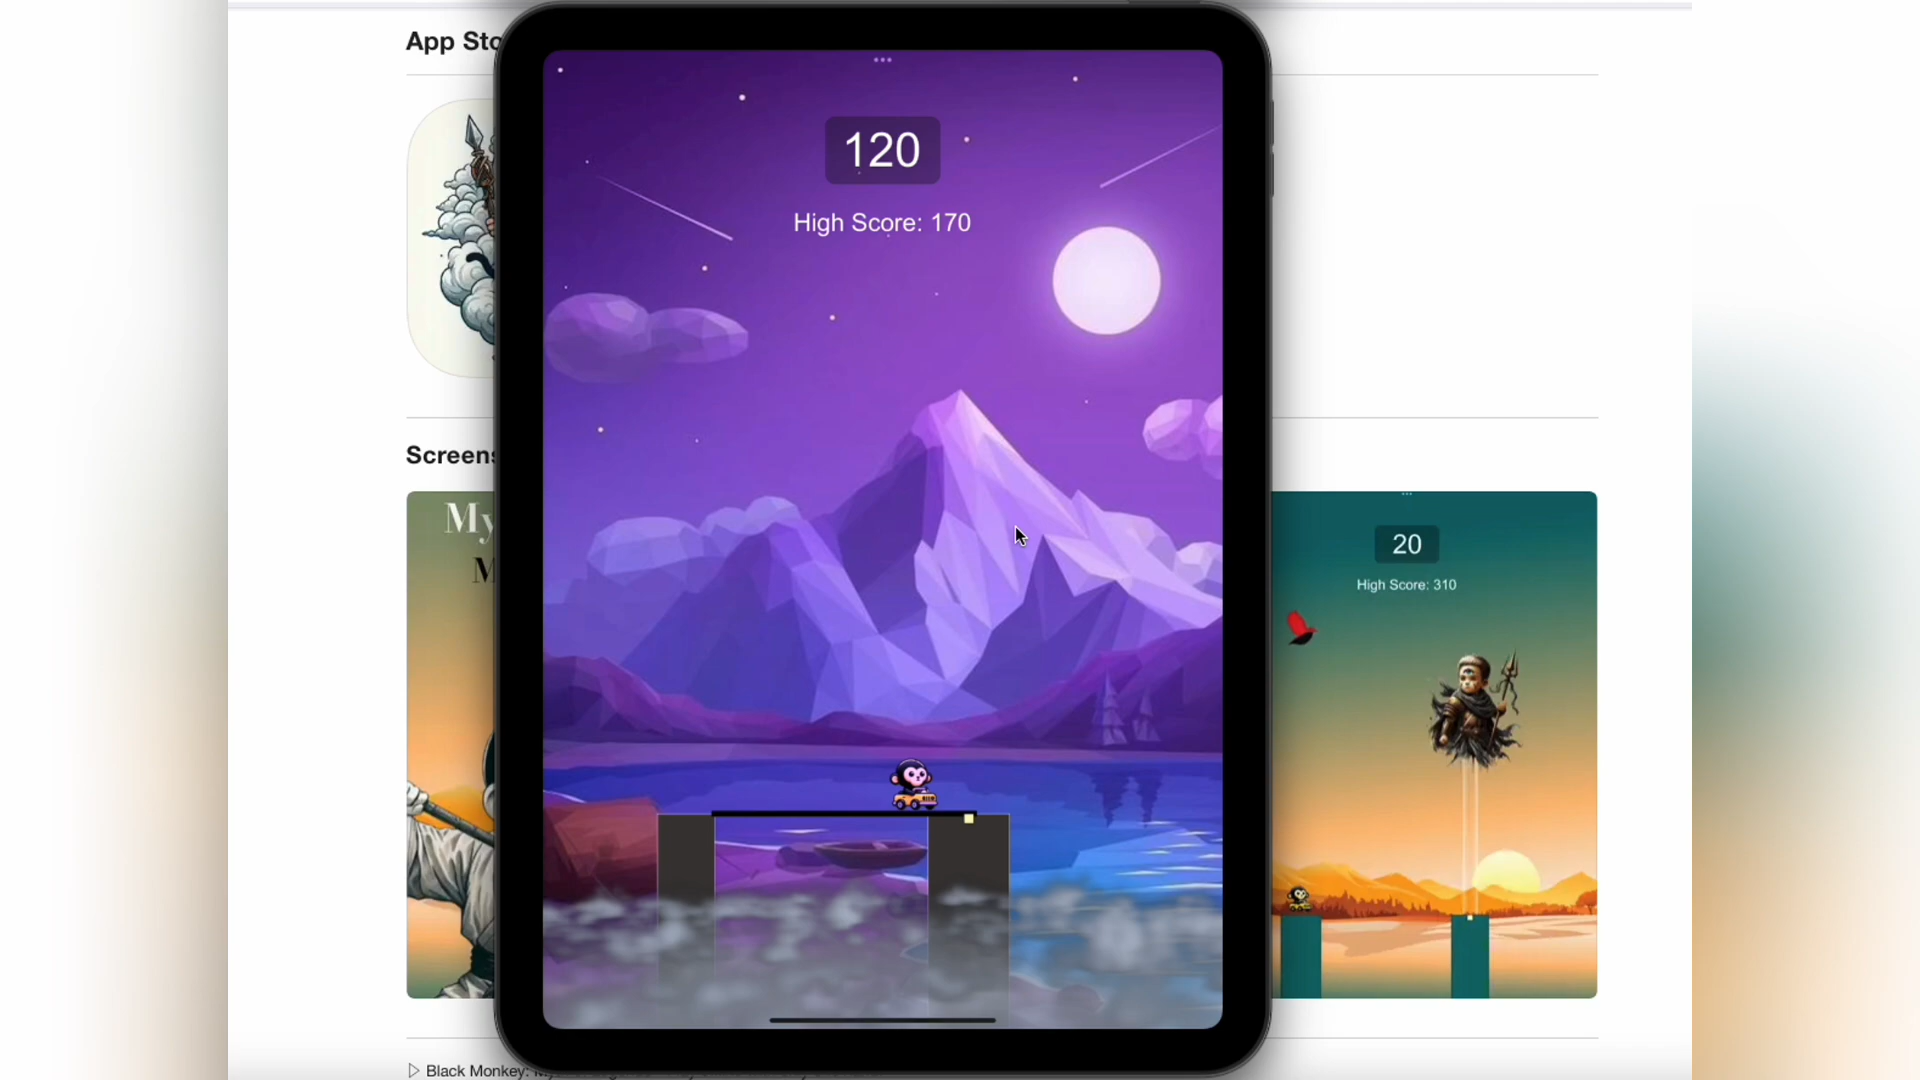 App Sto
120
High Score: 170
Screens
My
M
20
High Score: 310
Black Monkey: